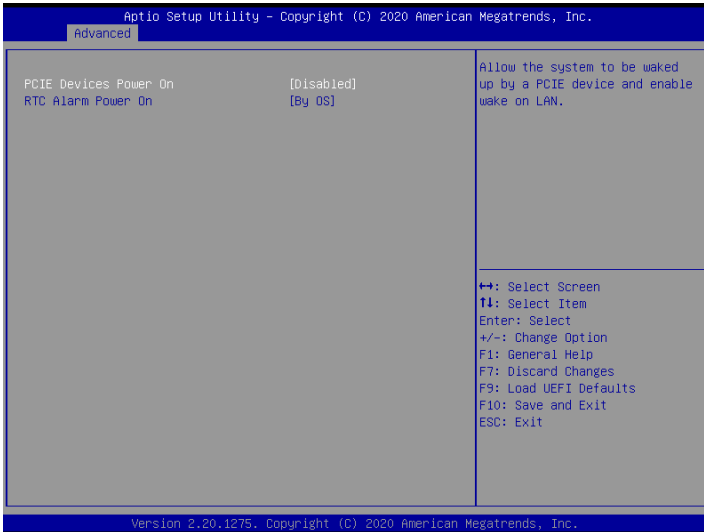 Aptio Setup Utility – Copyright (C) 2020 American Megatrends, Inc.
Advanced
PCIE Devices Power On [Disabled]
RTC Alarm Power On [By OS]
Allow the system to be waked
up by a PCIE device and enable
wake on LAN.
↔: Select Screen
↑↓: Select Item
Enter: Select
+/-: Change Option
F1: General Help
F7: Discard Changes
F9: Load UEFI Defaults
F10: Save and Exit
ESC: Exit
Version 2.20.1275. Copyright (C) 2020 American Megatrends, Inc.